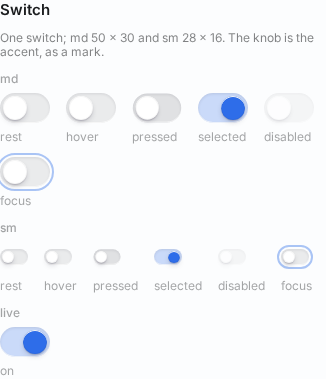 Switch
One switch; md 50 × 30 and sm 28 × 16. The knob is the
accent, as a mark.
md
rest hover pressed selected disabled
focus
sm
rest hover pressed selected disabled focus
live
on